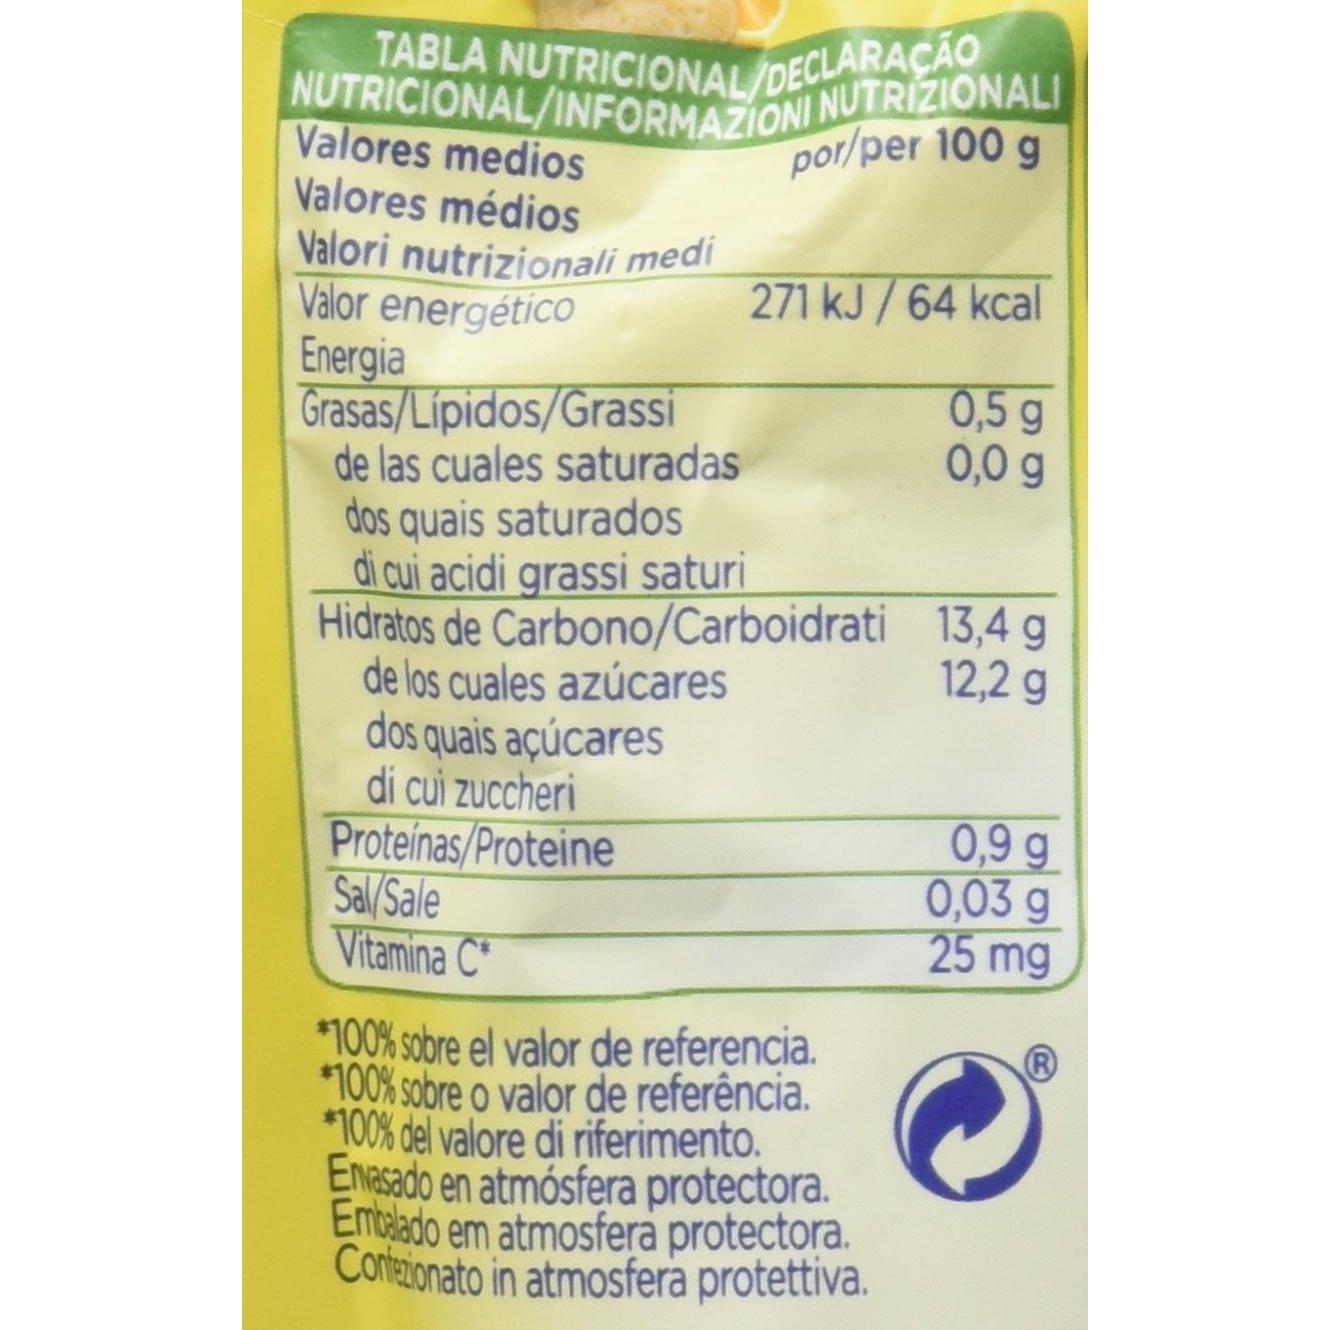 TABLA NUTRICIONAL/DECLARAÇÃO
NUTRICIONAL/INFORMAZIONI NUTRIZIONALI
Valores medios por/per 100 g
Valores médios
Valori nutrizionali medi
Valor energético 271 kJ / 64 kcal
Energia
Grasas/Lípidos/Grassi 0,5 g
de las cuales saturadas 0,0 g
dos quais saturados
di cui acidi grassi saturi
Hidratos de Carbono/Carboidrati 13,4 g
de los cuales azúcares 12,2 g
dos quais açúcares
di cui zuccheri
Proteínas/Proteine 0,9 g
Sal/Sale 0,03 g
Vitamina C* 25 mg
*100% sobre el valor de referencia.
*100% sobre o valor de referência.
*100% del valore di riferimento.
Envasado en atmósfera protectora.
Embalado em atmosfera protectora.
Confezionato in atmosfera protettiva.
®